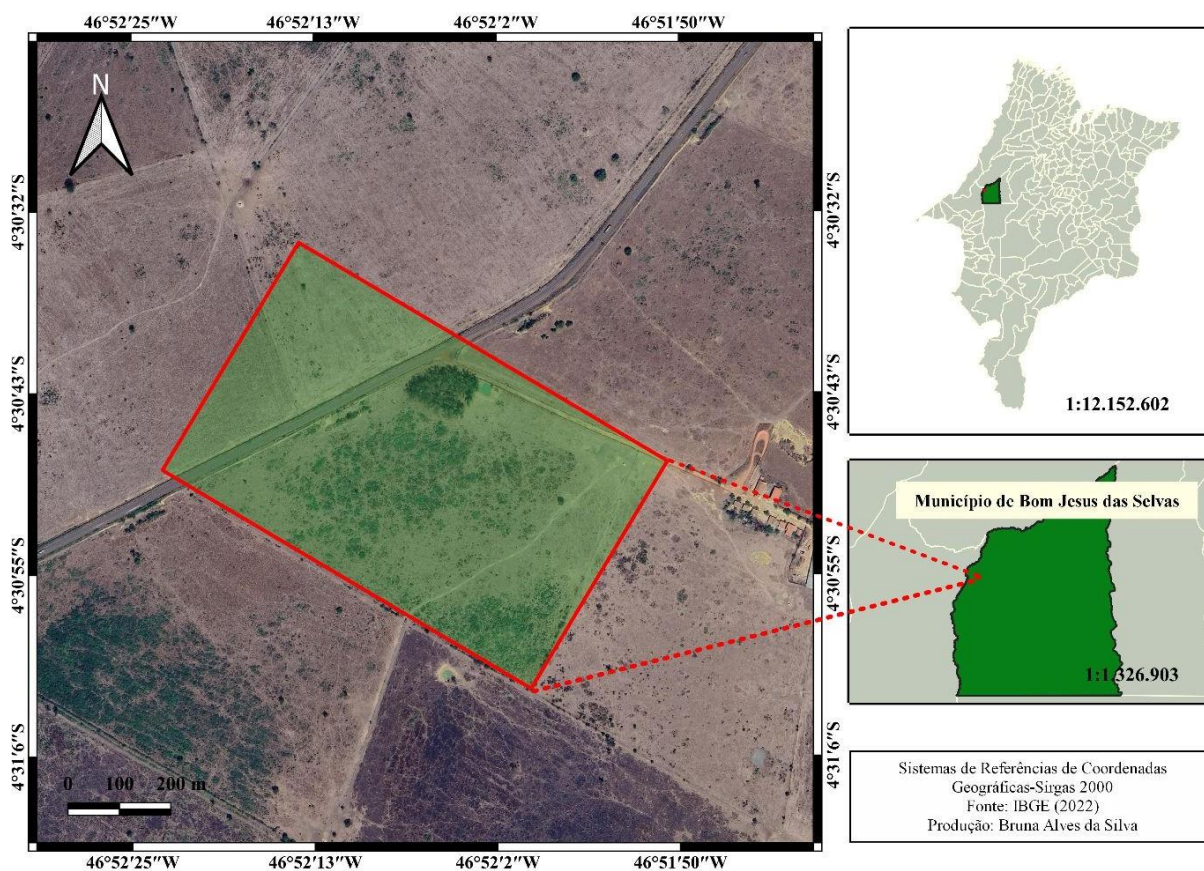 46°52'25"W 46°52'13"W 46°52'2"W 46°51'50"W
N
4°30'32"S 4°30'32"S
4°30'43"S 4°30'43"S
4°30'55"S 4°30'55"S
4°31'6"S 4°31'6"S
0 100 200 m
46°52'25"W 46°52'13"W 46°52'2"W 46°51'50"W
1:12.152.602
Município de Bom Jesus das Selvas
1:1.326.903
Sistemas de Referências de Coordenadas
Geográficas-Sirgas 2000
Fonte: IBGE (2022)
Produção: Bruna Alves da Silva